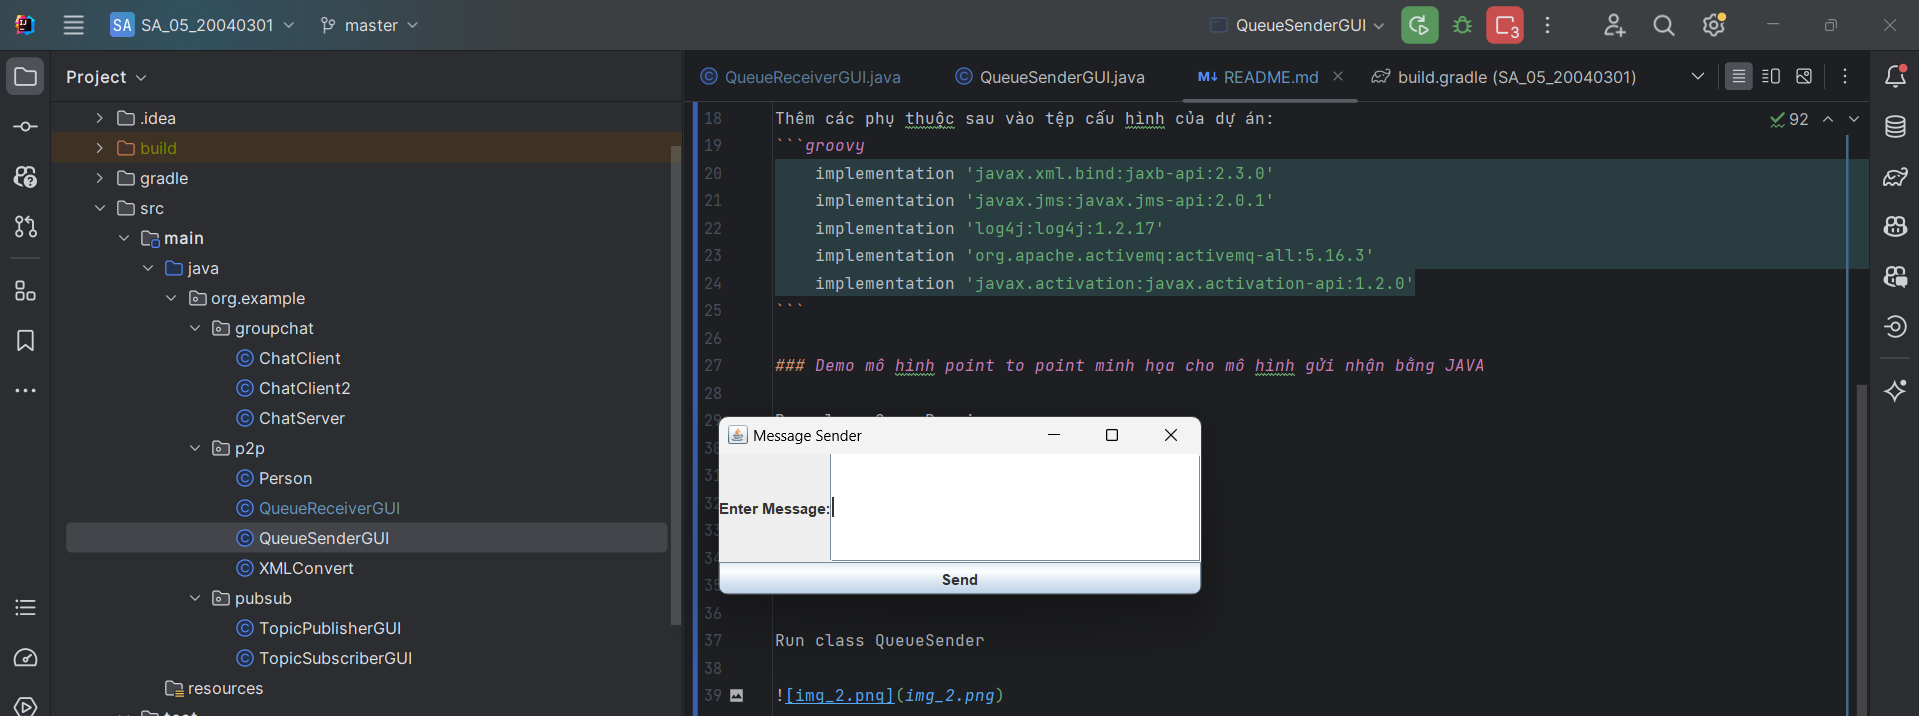 SA SA_05_20040301 master QueueSenderGUI 3
Project
.idea
build
gradle
src
main
java
org.example
groupchat
ChatClient
ChatClient2
ChatServer
p2p
Person
QueueReceiverGUI
QueueSenderGUI
XMLConvert
pubsub
TopicPublisherGUI
TopicSubscriberGUI
resources
QueueReceiverGUI.java QueueSenderGUI.java M↓ README.md build.gradle (SA_05_20040301)
92
18 Thêm các phụ thuộc sau vào tệp cấu hình của dự án:
19 ```groovy
20 implementation 'javax.xml.bind:jaxb-api:2.3.0'
21 implementation 'javax.jms:javax.jms-api:2.0.1'
22 implementation 'log4j:log4j:1.2.17'
23 implementation 'org.apache.activemq:activemq-all:5.16.3'
24 implementation 'javax.activation:javax.activation-api:1.2.0'
25 ```
26
27 ### Demo mô hình point to point minh họa cho mô hình gửi nhận bằng JAVA
28
29
30
31
32
33
34
35
36
37 Run class QueueSender
38
39 ![img_2.png](img_2.png)
Message Sender
Enter Message:
Send